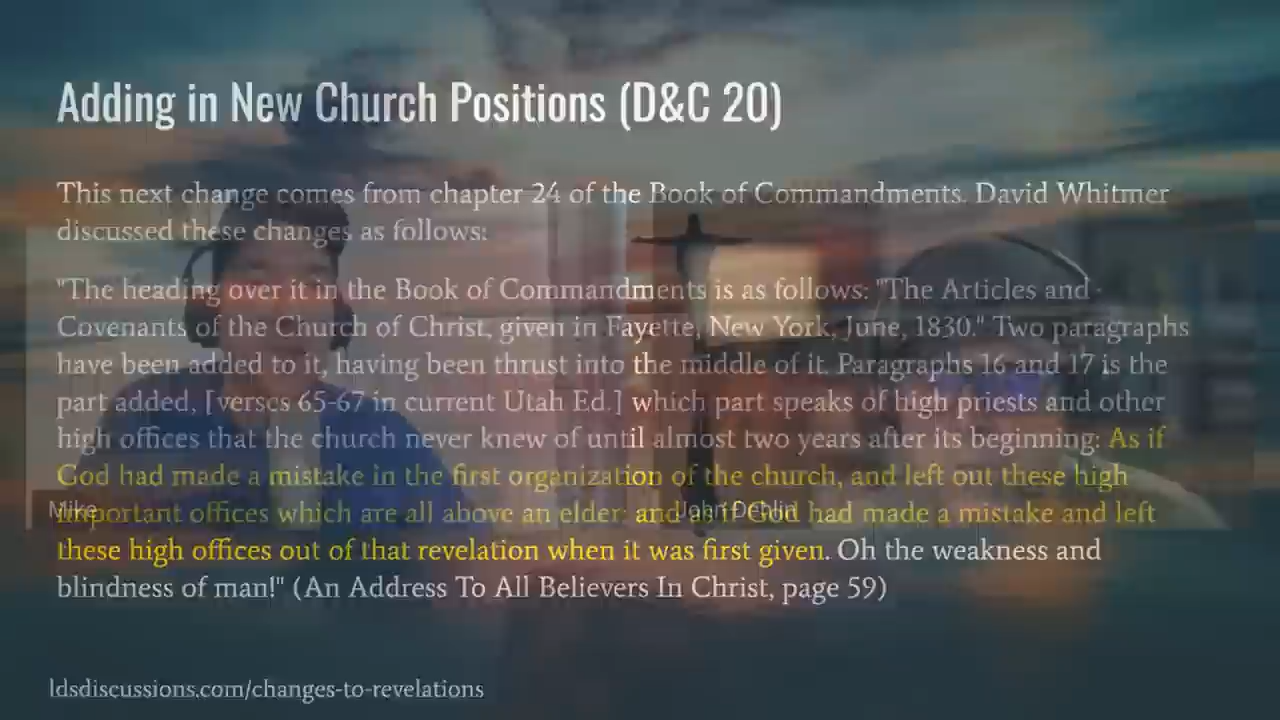 Adding in New Church Positions (D&C 20)
This next change comes from chapter 24 of the Book of Commandments. David Whitmer
discussed these changes as follows:
"The heading over it in the Book of Commandments is as follows: "The Articles and
Covenants of the Church of Christ, given in Fayette, New York, June, 1830." Two paragraphs
have been added to it, having been thrust into the middle of it. Paragraphs 16 and 17 is the
part added, [verses 65-67 in current Utah Ed.] which part speaks of high priests and other
high offices that the church never knew of until almost two years after its beginning: As if
God had made a mistake in the first organization of the church, and left out these high
important offices which are all above an elder; and as if God had made a mistake and left
these high offices out of that revelation when it was first given. Oh the weakness and
blindness of man!" (An Address To All Believers In Christ, page 59)
Mike
John Dehlin
ldsdiscussions.com/changes-to-revelations